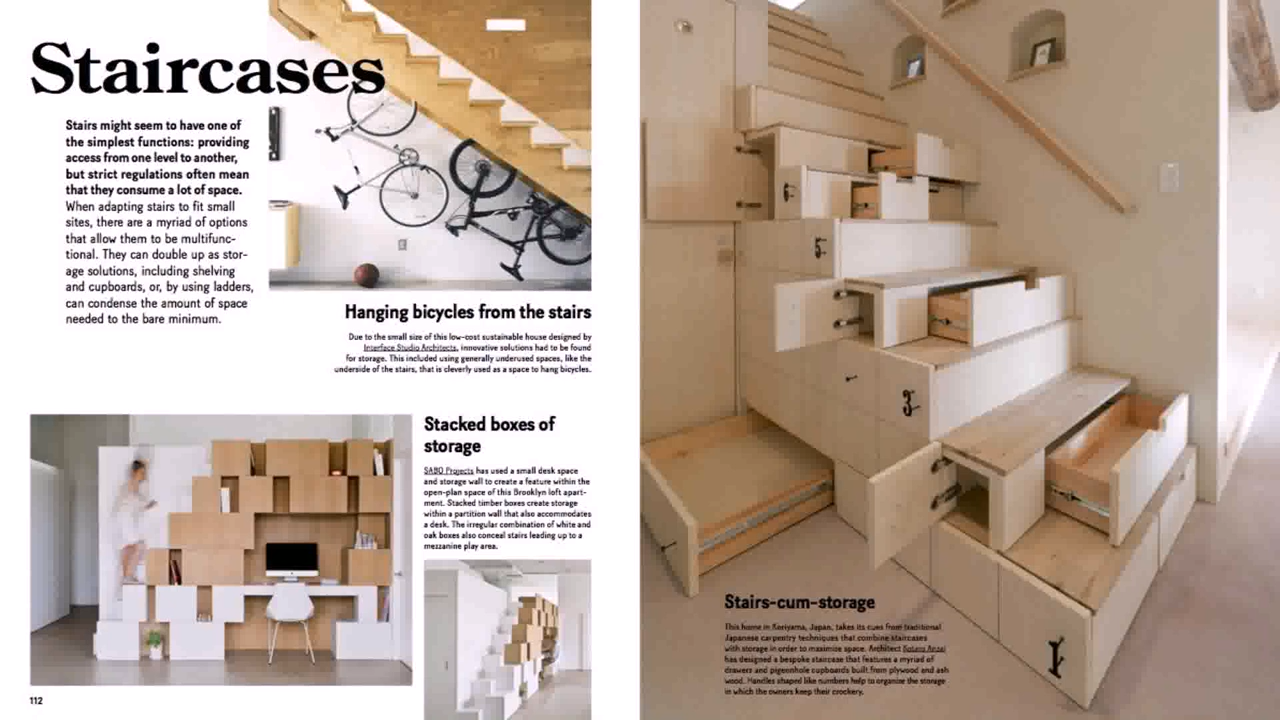 Staircases
Stairs might seem to have one of
the simplest functions: providing
access from one level to another,
but strict regulations often mean
that they consume a lot of space.
When adapting stairs to fit small
sites, there are a myriad of options
that allow them to be multifunc-
tional. They can double up as stor-
age solutions, including shelving
and cupboards, or, by using ladders,
can condense the amount of space
needed to the bare minimum.
Hanging bicycles from the stairs
Due to the small size of this low-cost sustainable house designed by
Interface Studio Architects, innovative solutions had to be found
for storage. This included using generally underused spaces, like the
underside of the stairs, that is cleverly used as a space to hang bicycles.
Stacked boxes of
storage
SABO Projects has used a small desk space
and storage wall to create a feature within the
open-plan space of this Brooklyn loft apart-
ment. Stacked timber boxes create storage
within a partition wall that also accommodates
a desk. The irregular combination of white and
oak boxes also conceal stairs leading up to a
mezzanine play area.
112
6
5
3
1
Stairs-cum-storage
This home in Koriyama, Japan, takes its cues from traditional
Japanese carpentry techniques that combine staircases
with storage in order to maximise space. Architect Kotaro Anzai
has designed a bespoke staircase that features a myriad of
drawers and pigeonhole cupboards built from plywood and ash
wood. Handles shaped like numbers help to organise the storage
in which the owners keep their crockery.